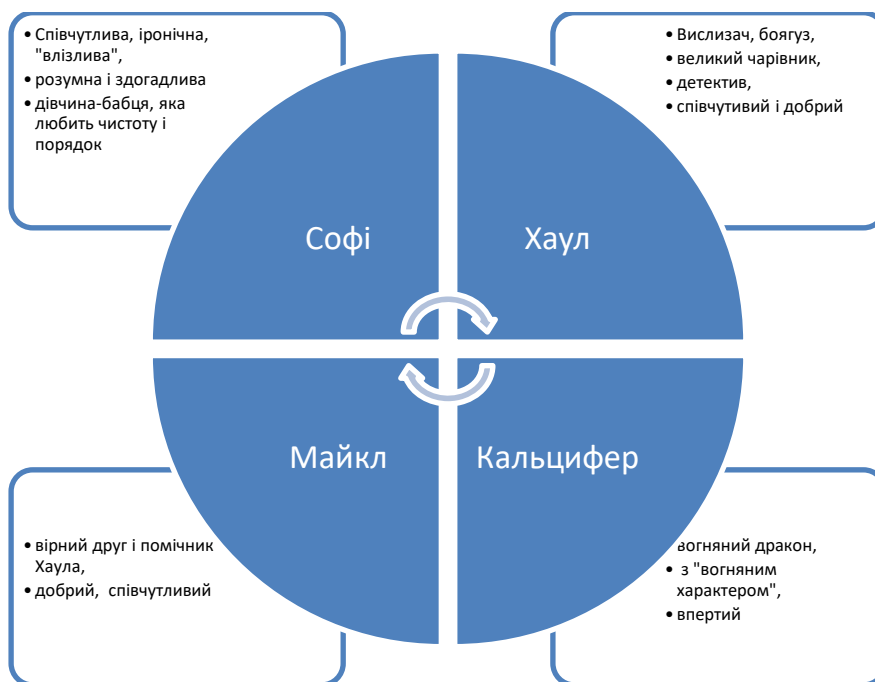 • Співчутлива, іронічна,
"влізлива",
• розумна і здогадлива
• дівчина-бабця, яка
любить чистоту і
порядок
• Вислизач, боягуз,
• великий чарівник,
• детектив,
• співчутивий і добрий
Софі
Хаул
Майкл
Кальцифер
• вірний друг і помічник
Хаула,
• добрий, співчутливий
вогняний дракон,
• з "вогняним
характером",
• впертий